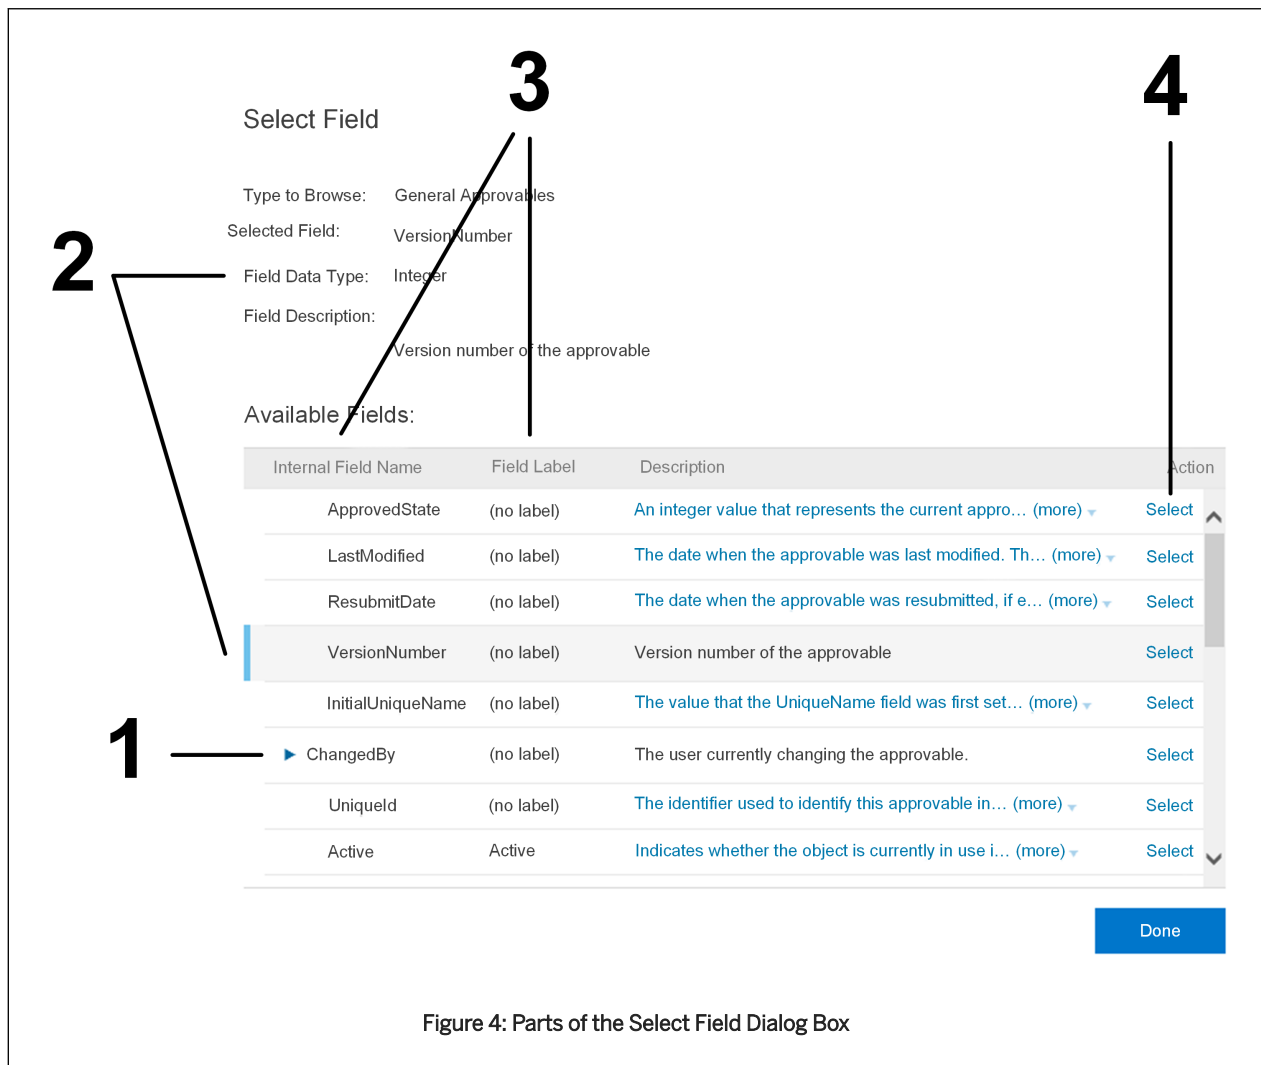 3
4
Select Field
Type to Browse: General Approvables
Selected Field: VersionNumber
2
Field Data Type: Integer
Field Description:
Version number of the approvable
Available Fields:
Internal Field Name Field Label Description Action
ApprovedState (no label) An integer value that represents the current appro... (more) Select
LastModified (no label) The date when the approvable was last modified. Th... (more) Select
ResubmitDate (no label) The date when the approvable was resubmitted, if e... (more) Select
VersionNumber (no label) Version number of the approvable Select
InitialUniqueName (no label) The value that the UniqueName field was first set... (more) Select
1
ChangedBy (no label) The user currently changing the approvable. Select
UniqueId (no label) The identifier used to identify this approvable in... (more) Select
Active Active Indicates whether the object is currently in use i... (more) Select
Done
Figure 4: Parts of the Select Field Dialog Box